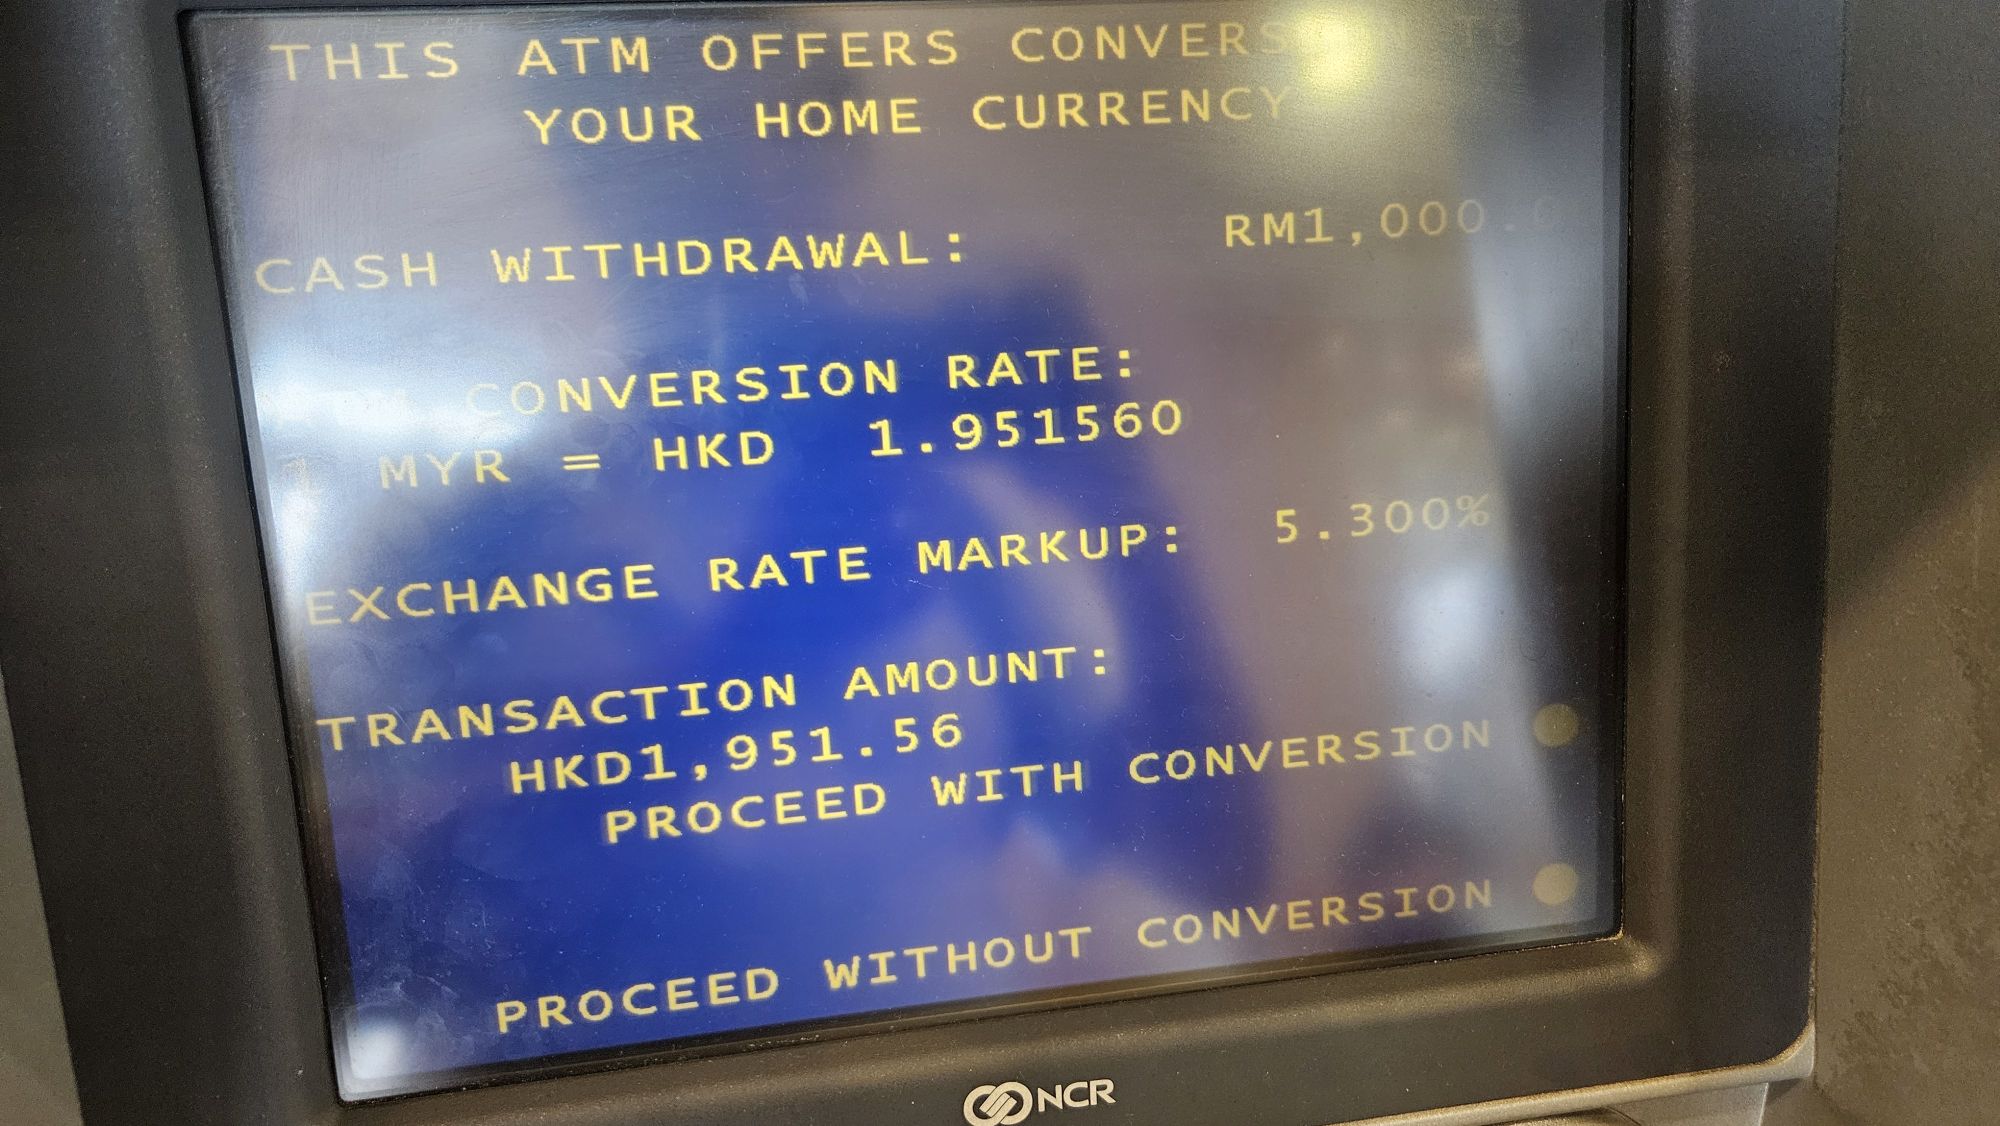 THIS ATM OFFERS
YOUR HOME CURRENCY
CASH WITHDRAWAL: RM1,000.
CONVERSION RATE:
1 MYR = HKD 1.951560
EXCHANGE RATE MARKUP: 5.300%
TRANSACTION AMOUNT:
HKD1,951.56
PROCEED WITH CONVERSION
PROCEED WITHOUT CONVERSION
NCR